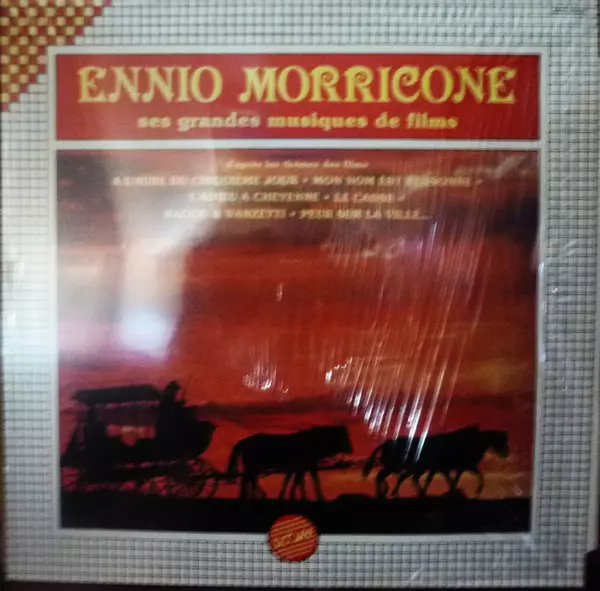 ENNIO MORRICONE
ses grandes musiques de films
d'après les thèmes des films
A L'AUBE DU CINQUIEME JOUR • MON NOM EST PERSONNE •
L'ADIEU A CHEYENNE • LE CASSE •
SACCO & VANZETTI • PEUR SUR LA VILLE...